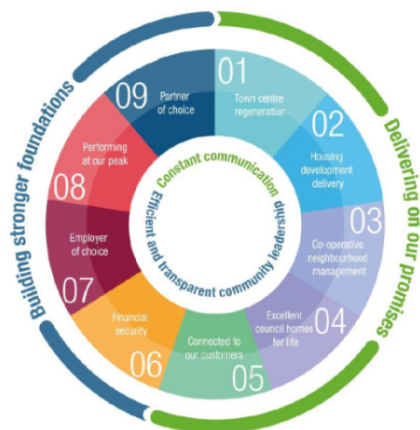 Building stronger foundations
Delivering on our promises
Constant communication
Efficient and transparent community leadership
01
Town centre
regeneration
02
Housing
development
delivery
03
Co-operative
neighbourhood
management
04
Excellent
council homes
for life
05
Connected to
our customers
06
Financial
security
07
Employer
of choice
08
Performing
at our peak
09
Partner
of choice